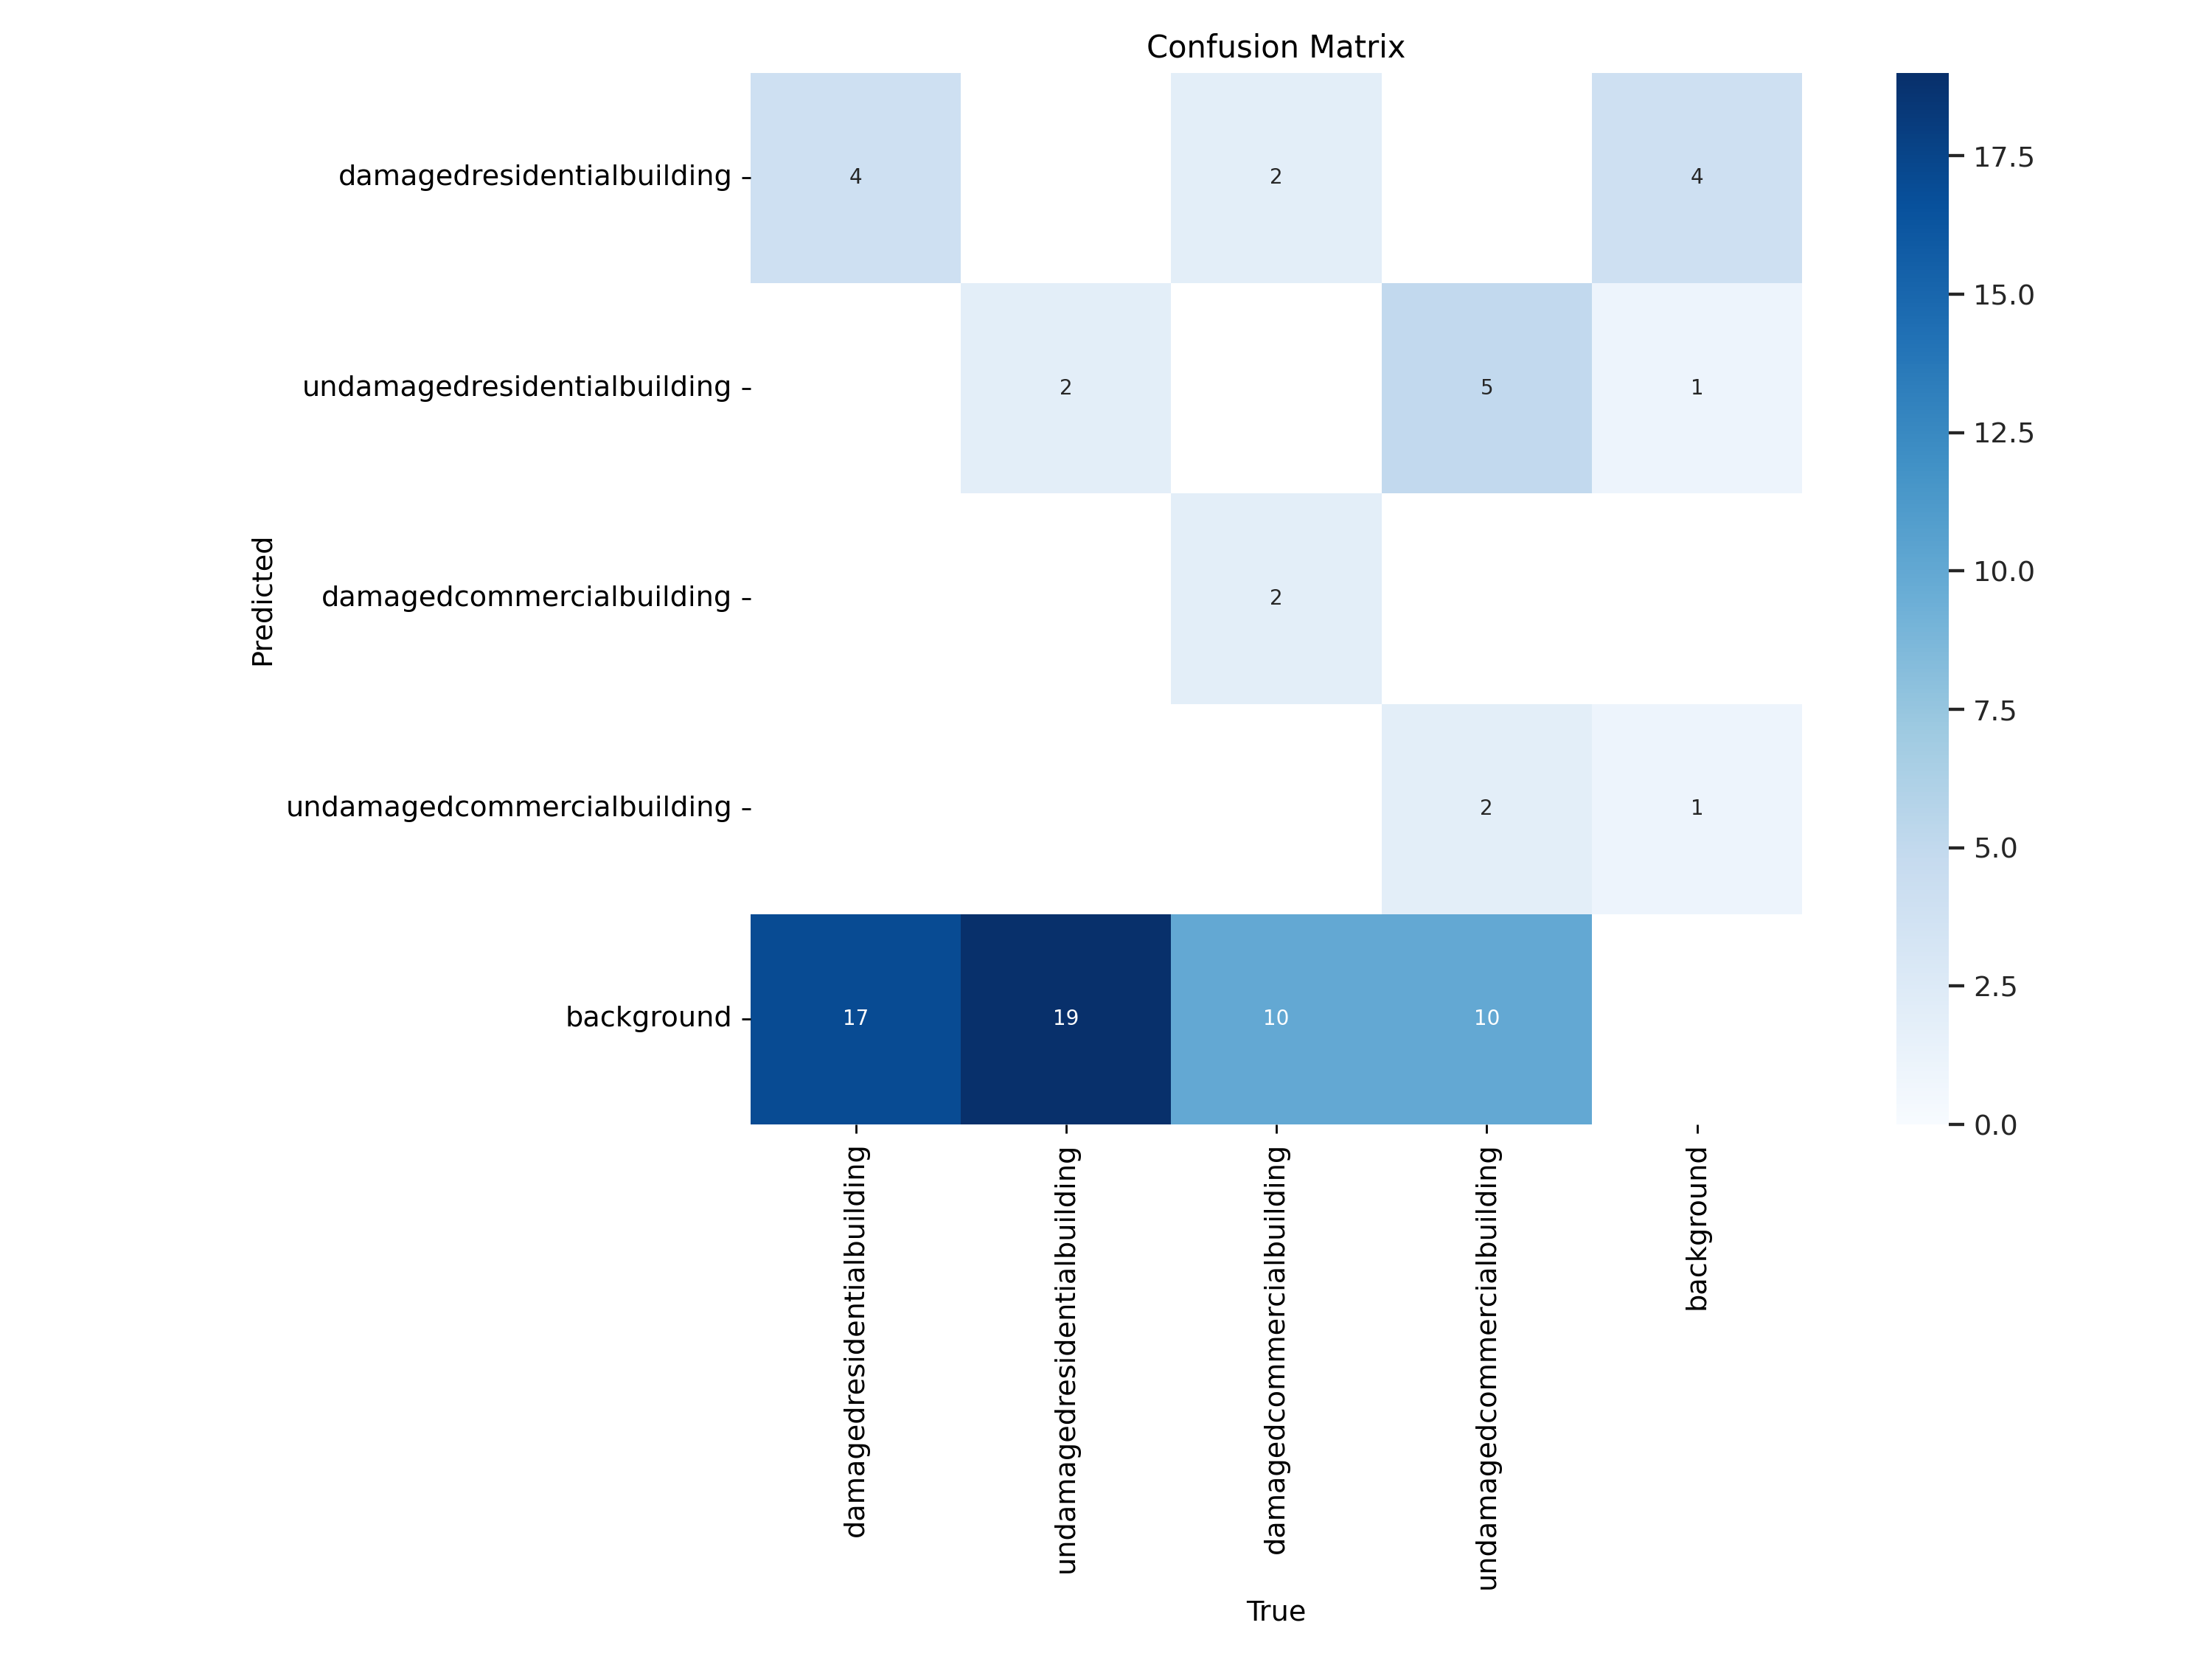 Confusion Matrix
damagedresidentialbuilding
4
2
4
17.5
15.0
undamagedresidentialbuilding
2
5
1
12.5
10.0
Predicted
damagedcommercialbuilding
2
7.5
undamagedcommercialbuilding
2
1
5.0
2.5
background
17
19
10
10
0.0
damagedresidentialbuilding
undamagedresidentialbuilding
damagedcommercialbuilding
undamagedcommercialbuilding
background
True